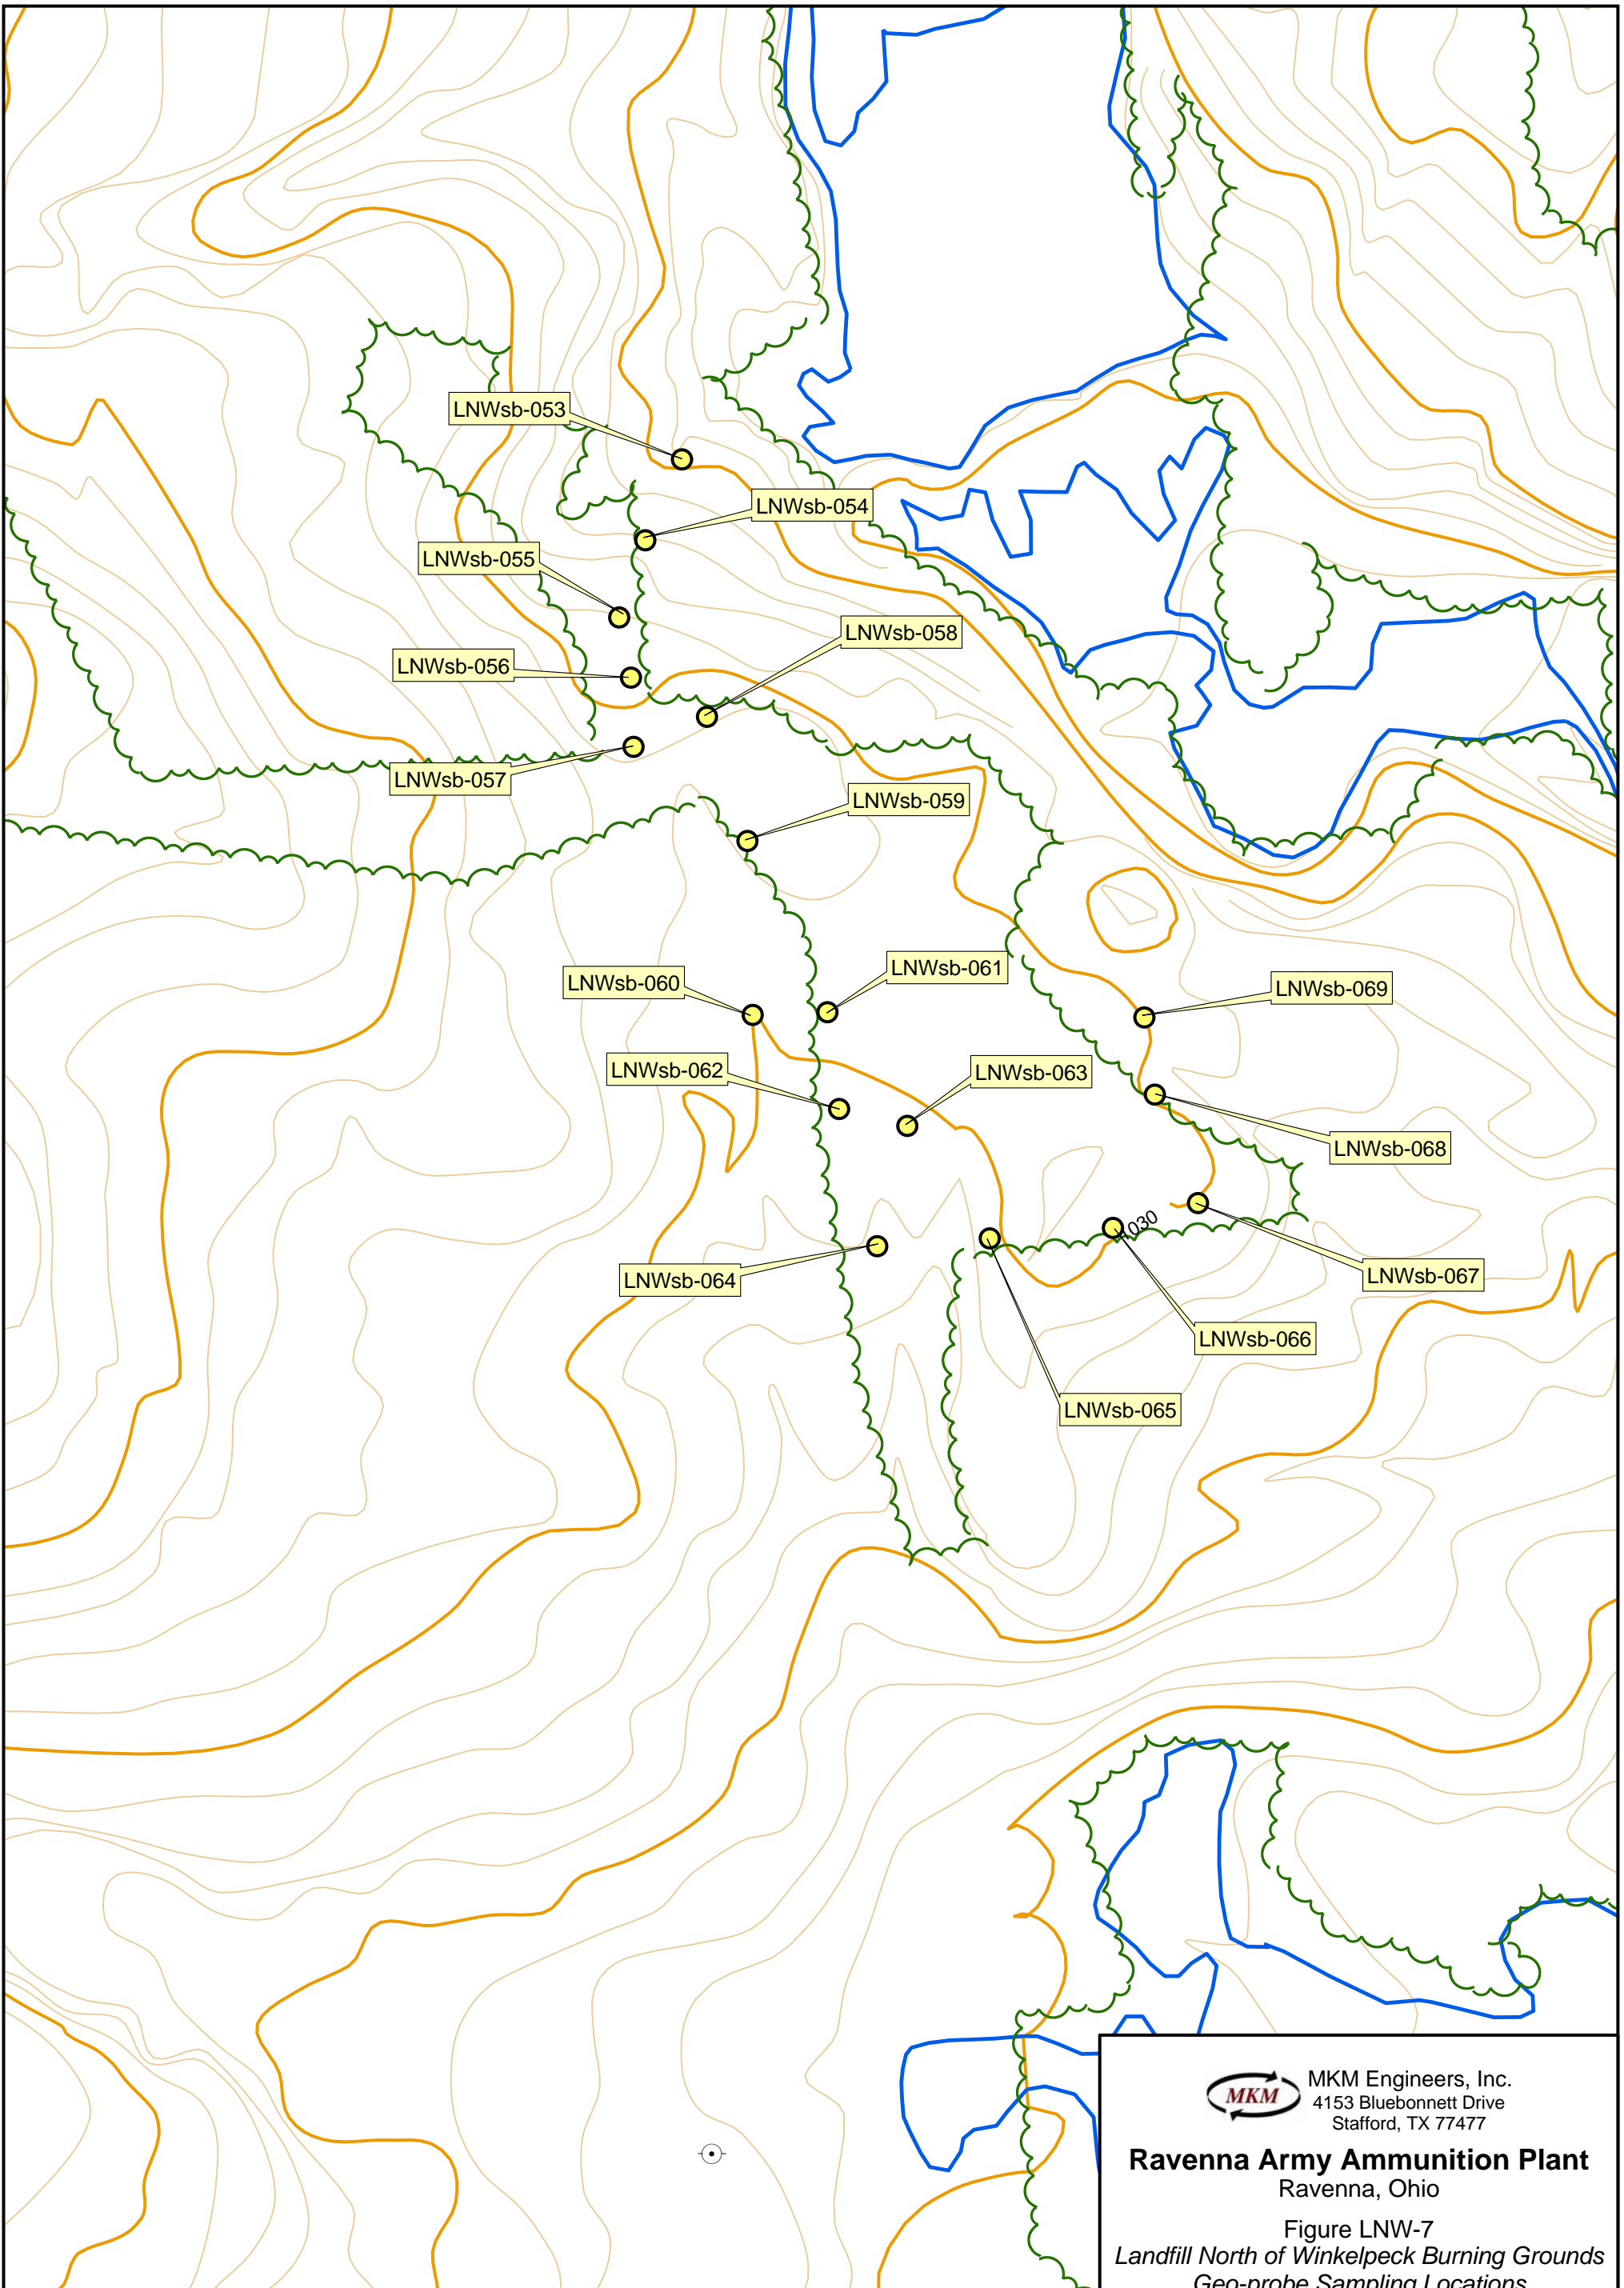 LNWsb-053
LNWsb-054
LNWsb-055
LNWsb-058
LNWsb-056
LNWsb-057
LNWsb-059
LNWsb-061
LNWsb-060
LNWsb-069
LNWsb-062
LNWsb-063
LNWsb-068
030
LNWsb-064
LNWsb-067
LNWsb-066
LNWsb-065
MKM
MKM Engineers, Inc.
4153 Bluebonnett Drive
Stafford, TX 77477
Ravenna Army Ammunition Plant
Ravenna, Ohio
Figure LNW-7
Landfill North of Winkelpeck Burning Grounds
Geo-probe Sampling Locations